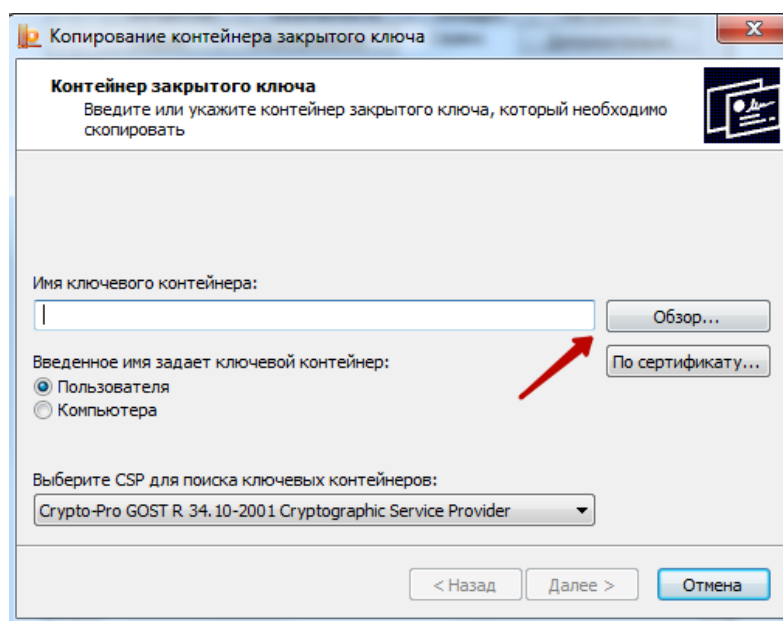 Копирование контейнера закрытого ключа
Контейнер закрытого ключа
Введите или укажите контейнер закрытого ключа, который необходимо
скопировать
Имя ключевого контейнера:
Обзор...
Введенное имя задает ключевой контейнер:
По сертификату...
Пользователя
Компьютера
Выберите CSP для поиска ключевых контейнеров:
Crypto-Pro GOST R 34.10-2001 Cryptographic Service Provider
< Назад
Далее >
Отмена